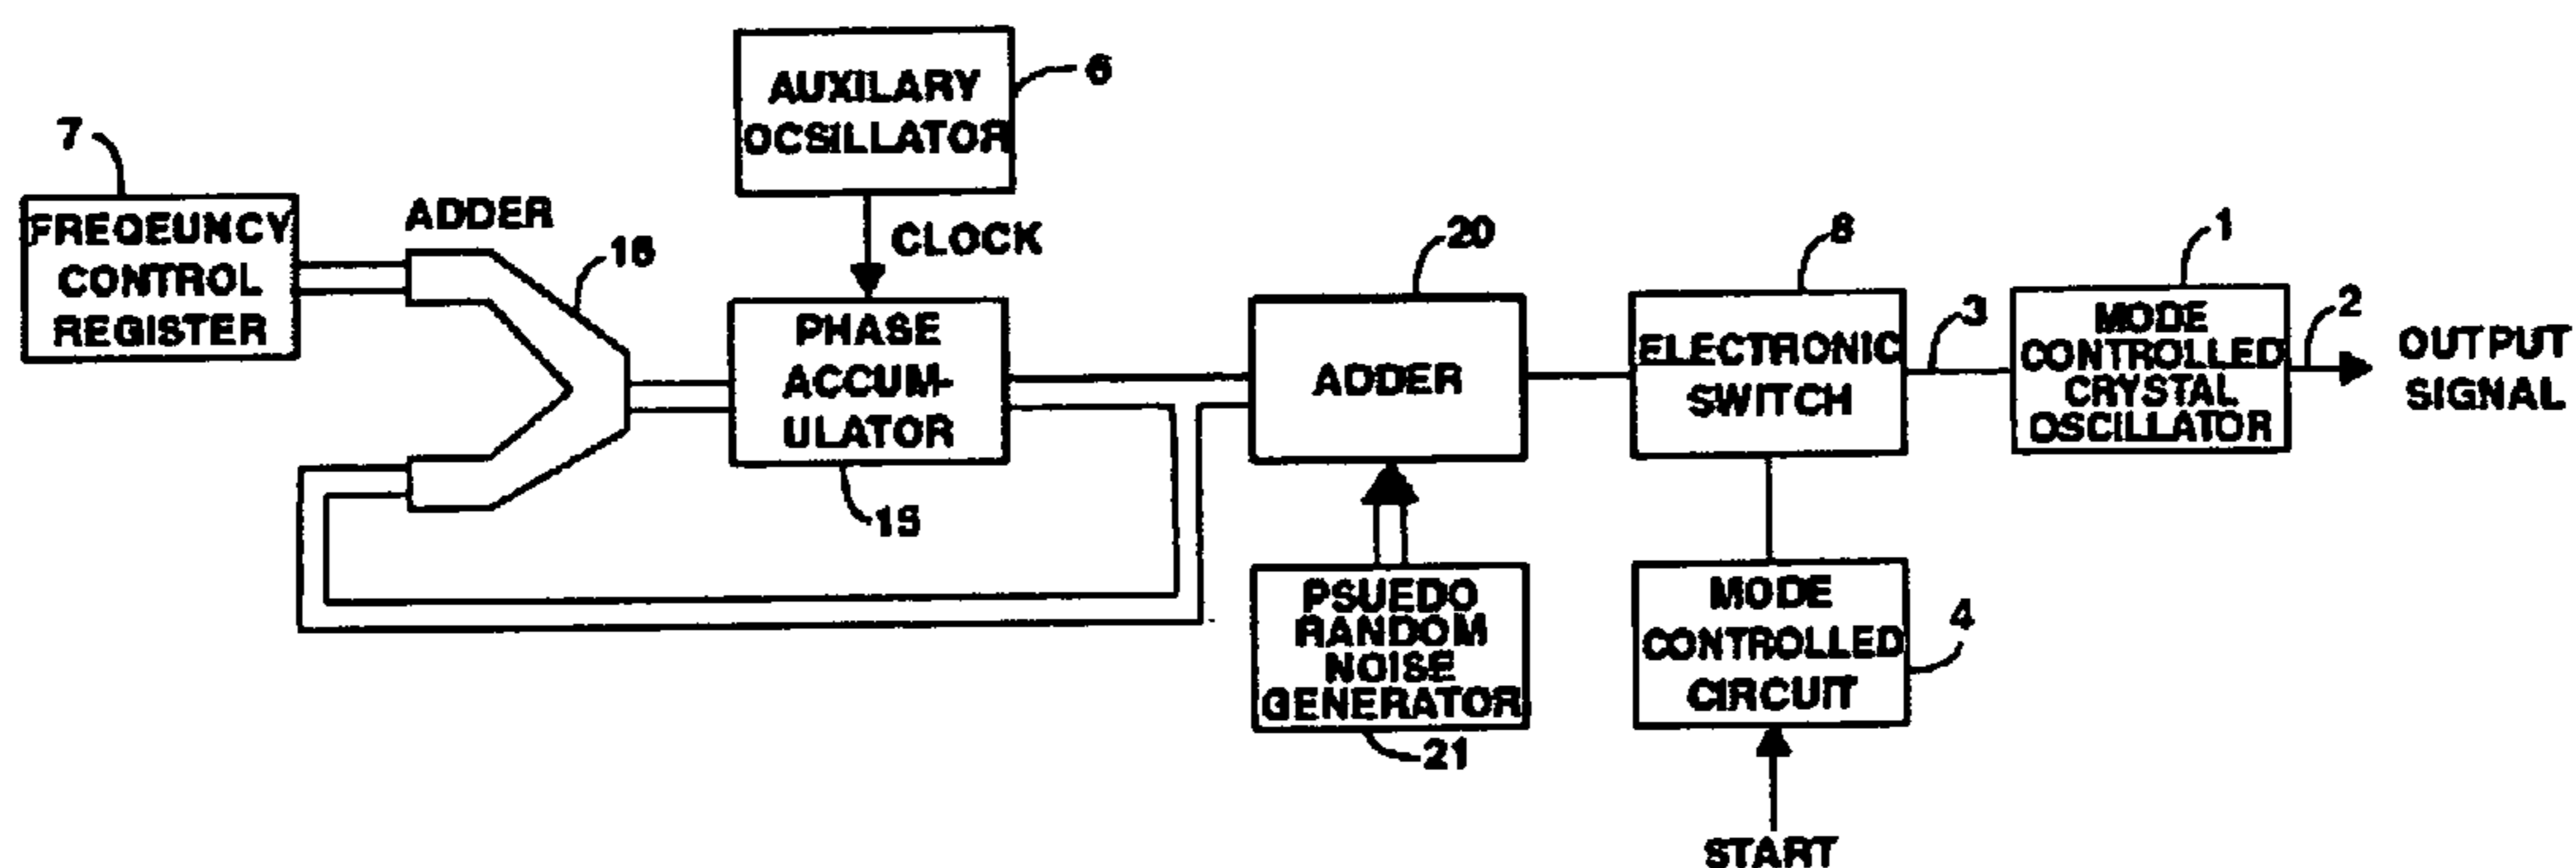 AUXILARY
OCSILLATOR
6
CLOCK
7
FREQEUNCY
CONTROL
REGISTER
ADDER
16
PHASE
ACCUM-
ULATOR
15
20
ADDER
PSUEDO
RANDOM
NOISE
GENERATOR
21
8
ELECTRONIC
SWITCH
3
MODE
CONTROLLED
CIRCUIT
4
START
1
MODE
CONTROLLED
CRYSTAL
OSCILLATOR
2
OUTPUT
SIGNAL